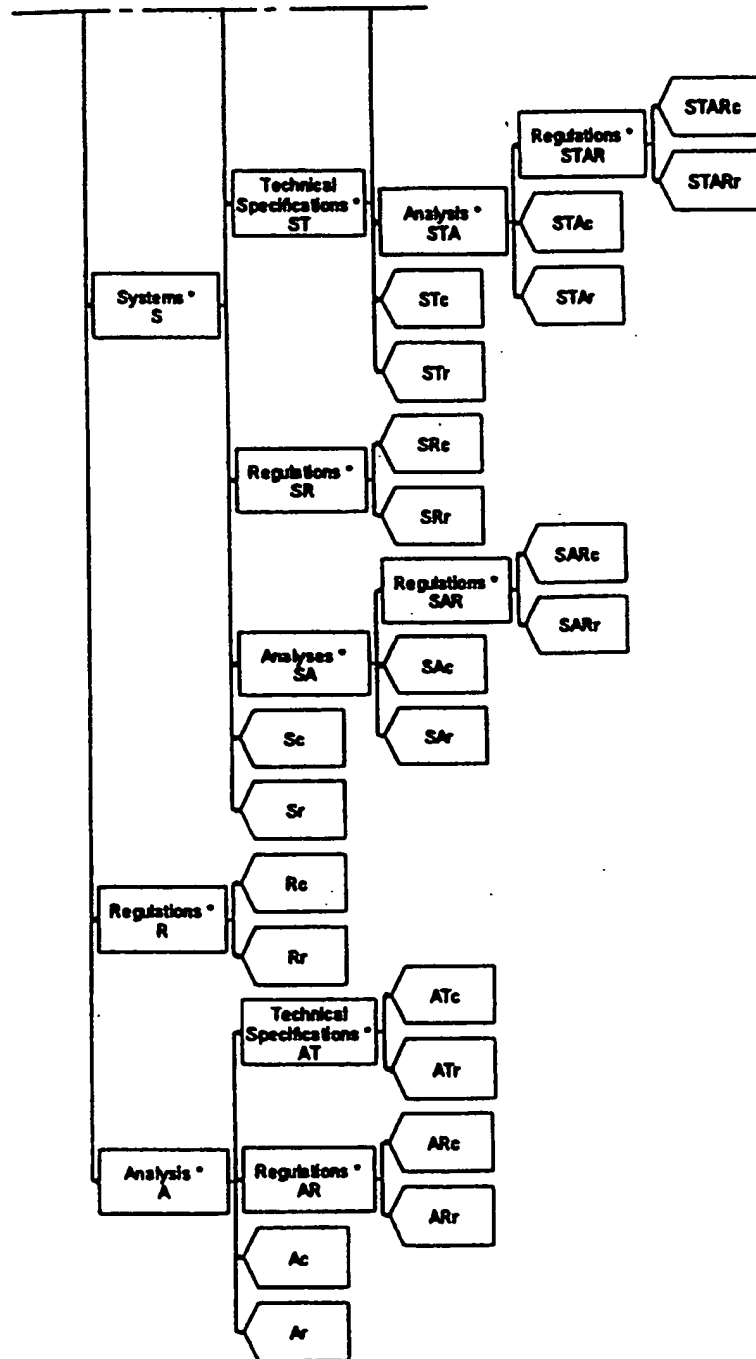 STARc
Regulations *
STAR
STARr
Technical
Specifications *
ST
Analysis *
STA
STAc
STAr
Systems *
S
STc
STr
SRc
Regulations *
SR
SRr
SARc
Regulations *
SAR
SARr
Analyses *
SA
SAc
SAr
Sc
Sr
Rc
Regulations *
R
Rr
ATc
Technical
Specifications *
AT
ATr
ARc
Analysis *
A
Regulations *
AR
ARr
Ac
Ar